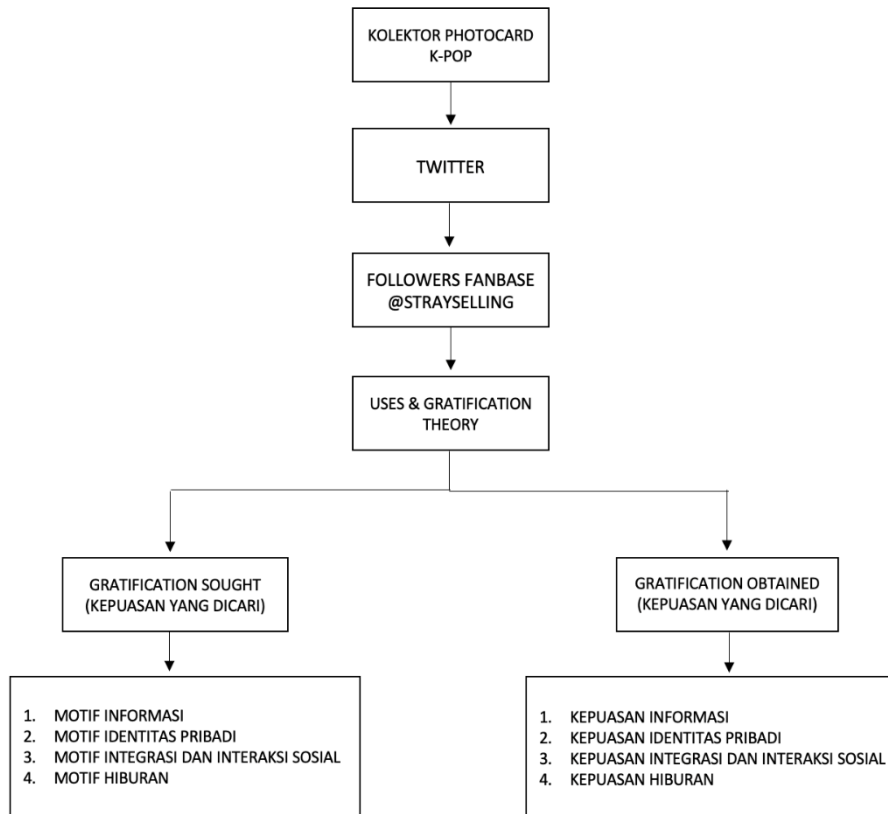 KOLEKTOR PHOTOCARD
K-POP
TWITTER
FOLLOWERS FANBASE
@STRAYSELLING
USES & GRATIFICATION
THEORY
GRATIFICATION SOUGHT
(KEPUASAN YANG DICARI)
GRATIFICATION OBTAINED
(KEPUASAN YANG DICARI)
1. MOTIF INFORMASI
2. MOTIF IDENTITAS PRIBADI
3. MOTIF INTEGRASI DAN INTERAKSI SOSIAL
4. MOTIF HIBURAN
1. KEPUASAN INFORMASI
2. KEPUASAN IDENTITAS PRIBADI
3. KEPUASAN INTEGRASI DAN INTERAKSI SOSIAL
4. KEPUASAN HIBURAN